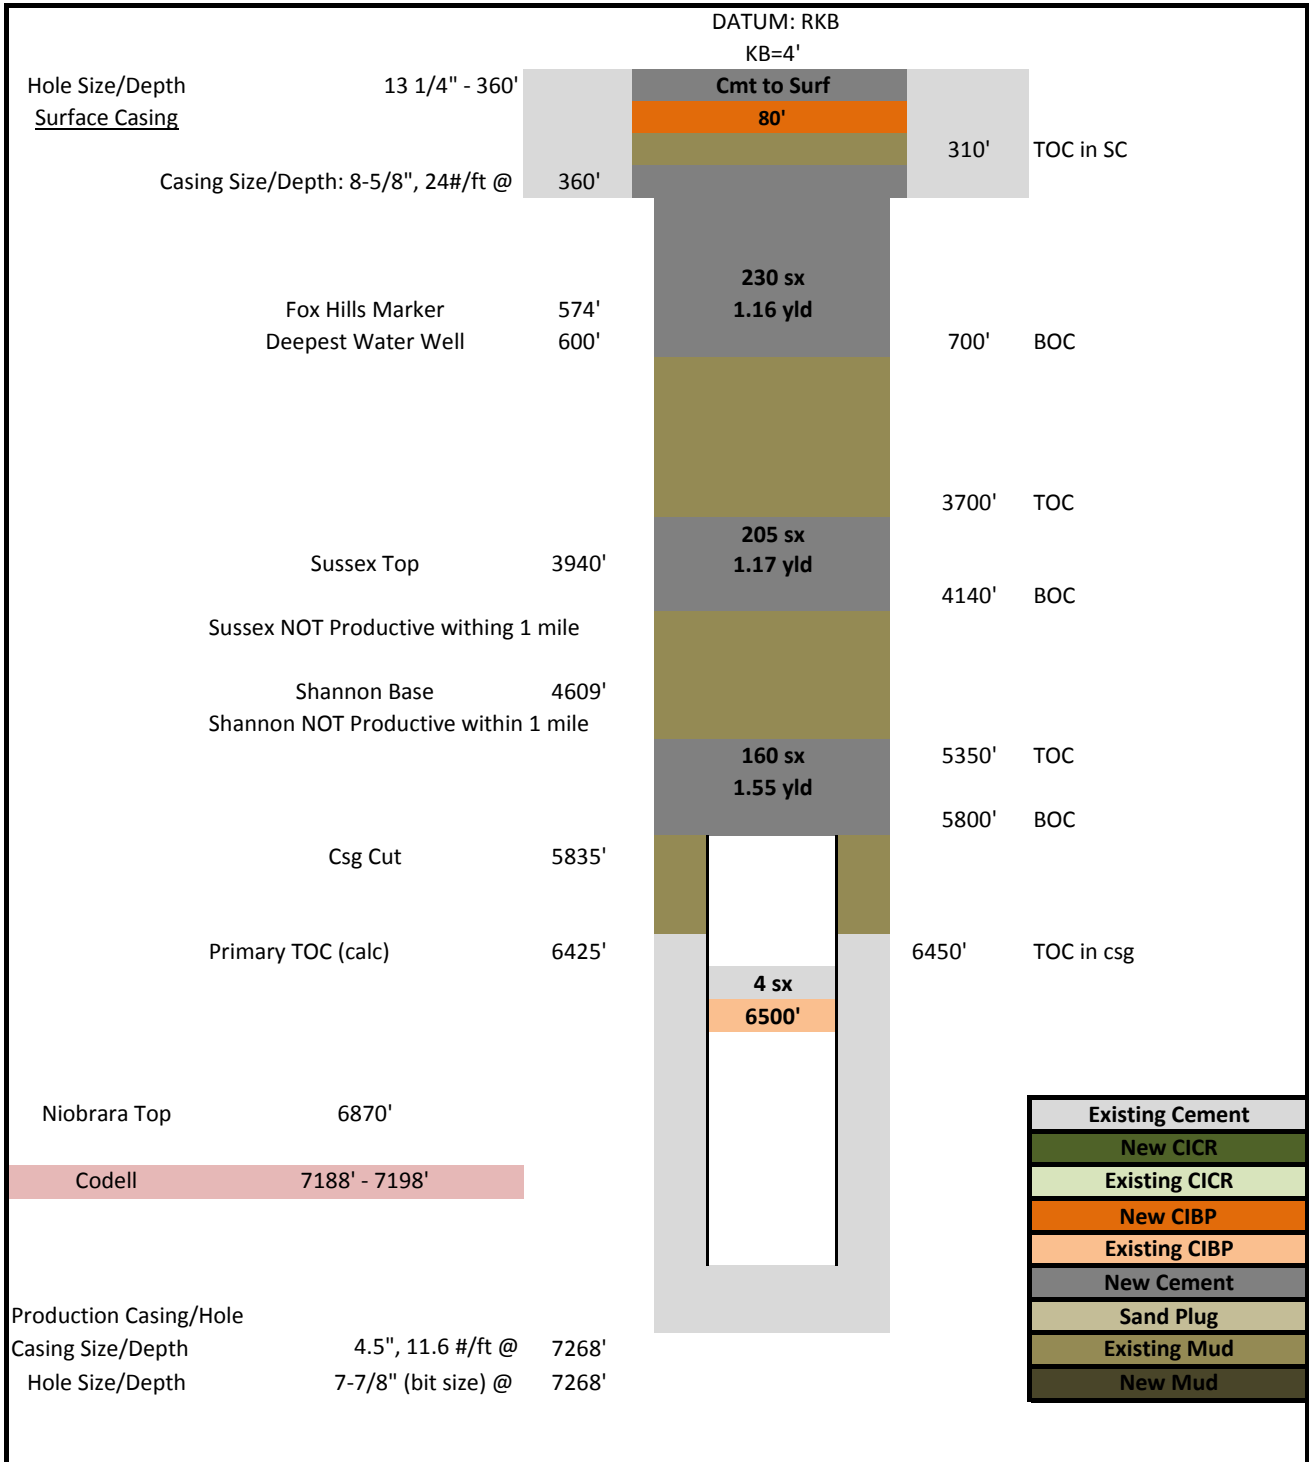 DATUM: RKB
KB=4'
Hole Size/Depth 13 1/4" - 360' Cmt to Surf
Surface Casing 80'
310' TOC in SC
Casing Size/Depth: 8-5/8", 24#/ft @ 360'
230 sx
Fox Hills Marker 574' 1.16 yld
Deepest Water Well 600' 700' BOC
3700' TOC
205 sx
Sussex Top 3940' 1.17 yld
4140' BOC
Sussex NOT Productive withing 1 mile
Shannon Base 4609'
Shannon NOT Productive within 1 mile
160 sx 5350' TOC
1.55 yld
5800' BOC
Csg Cut 5835'
Primary TOC (calc) 6425' 6450' TOC in csg
4 sx
6500'
Niobrara Top 6870' Existing Cement
New CICR
Codell 7188' - 7198' Existing CICR
New CIBP
Existing CIBP
New Cement
Production Casing/Hole Sand Plug
Casing Size/Depth 4.5", 11.6 #/ft @ 7268' Existing Mud
Hole Size/Depth 7-7/8" (bit size) @ 7268' New Mud